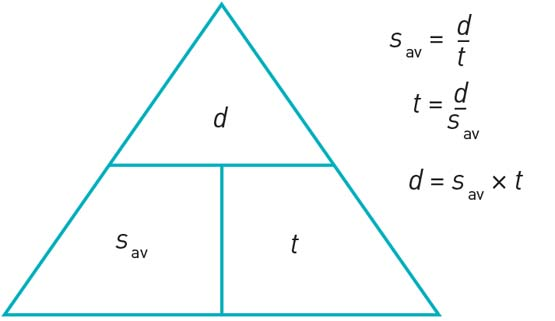 d
s av
t
s av = d/t
t = d/s av
d = s av × t